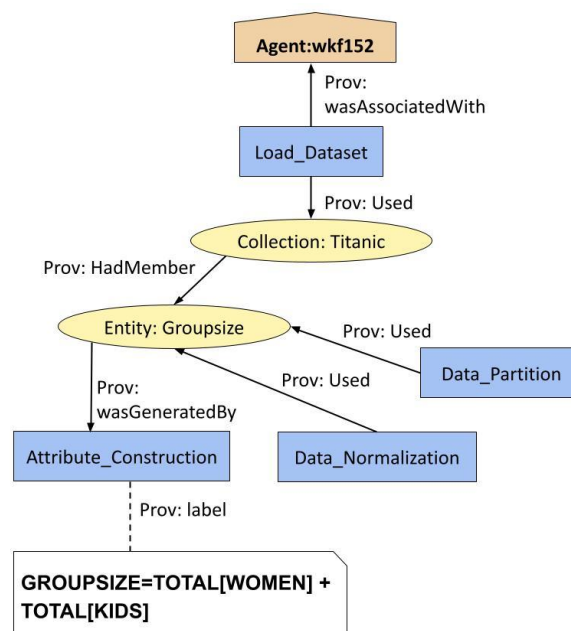 Agent:wkf152
Prov:
wasAssociatedWith
Load_Dataset
Prov: Used
Collection: Titanic
Prov: HadMember
Entity: Groupsize
Prov: Used
Data_Partition
Prov: Used
Prov:
wasGeneratedBy
Attribute_Construction
Data_Normalization
Prov: label
GROUPSIZE=TOTAL[WOMEN] +
TOTAL[KIDS]